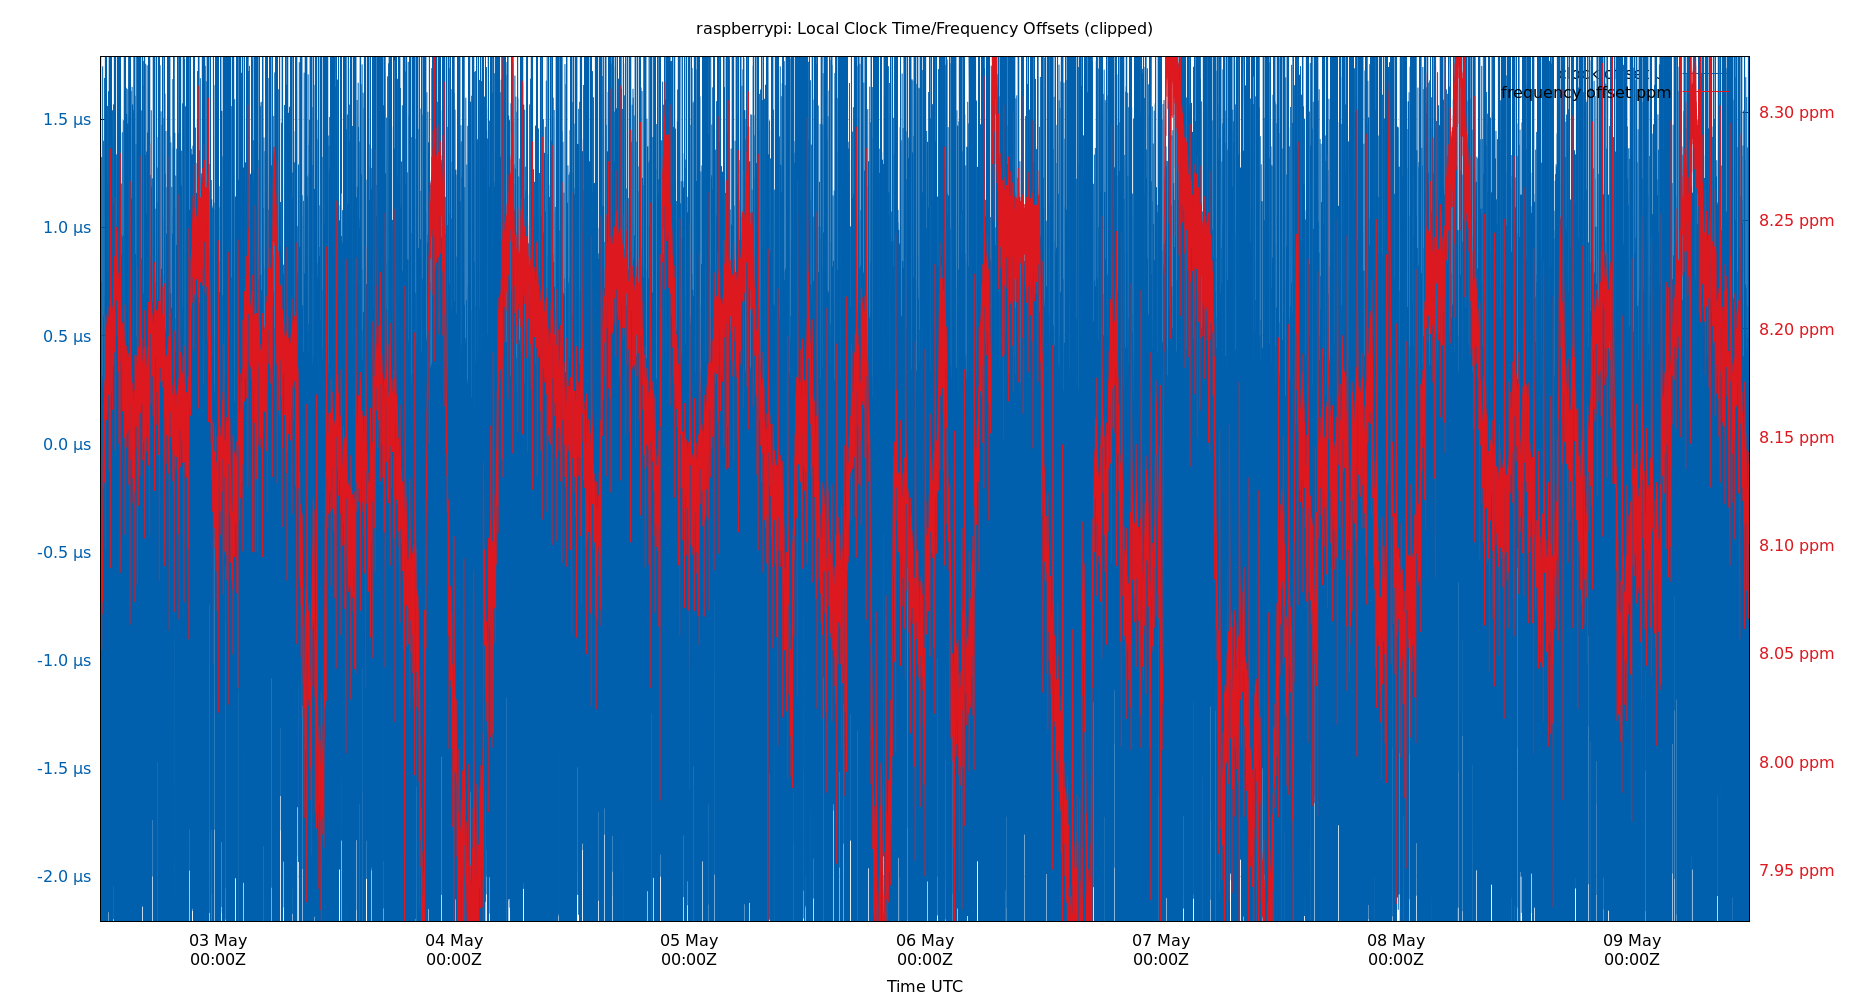 raspberrypi: Local Clock Time/Frequency Offsets (clipped)
clock offset
frequency offset ppm
1.5 µs
1.0 µs
0.5 µs
0.0 µs
-0.5 µs
-1.0 µs
-1.5 µs
-2.0 µs
8.30 ppm
8.25 ppm
8.20 ppm
8.15 ppm
8.10 ppm
8.05 ppm
8.00 ppm
7.95 ppm
03 May
00:00Z
04 May
00:00Z
05 May
00:00Z
06 May
00:00Z
07 May
00:00Z
08 May
00:00Z
09 May
00:00Z
Time UTC